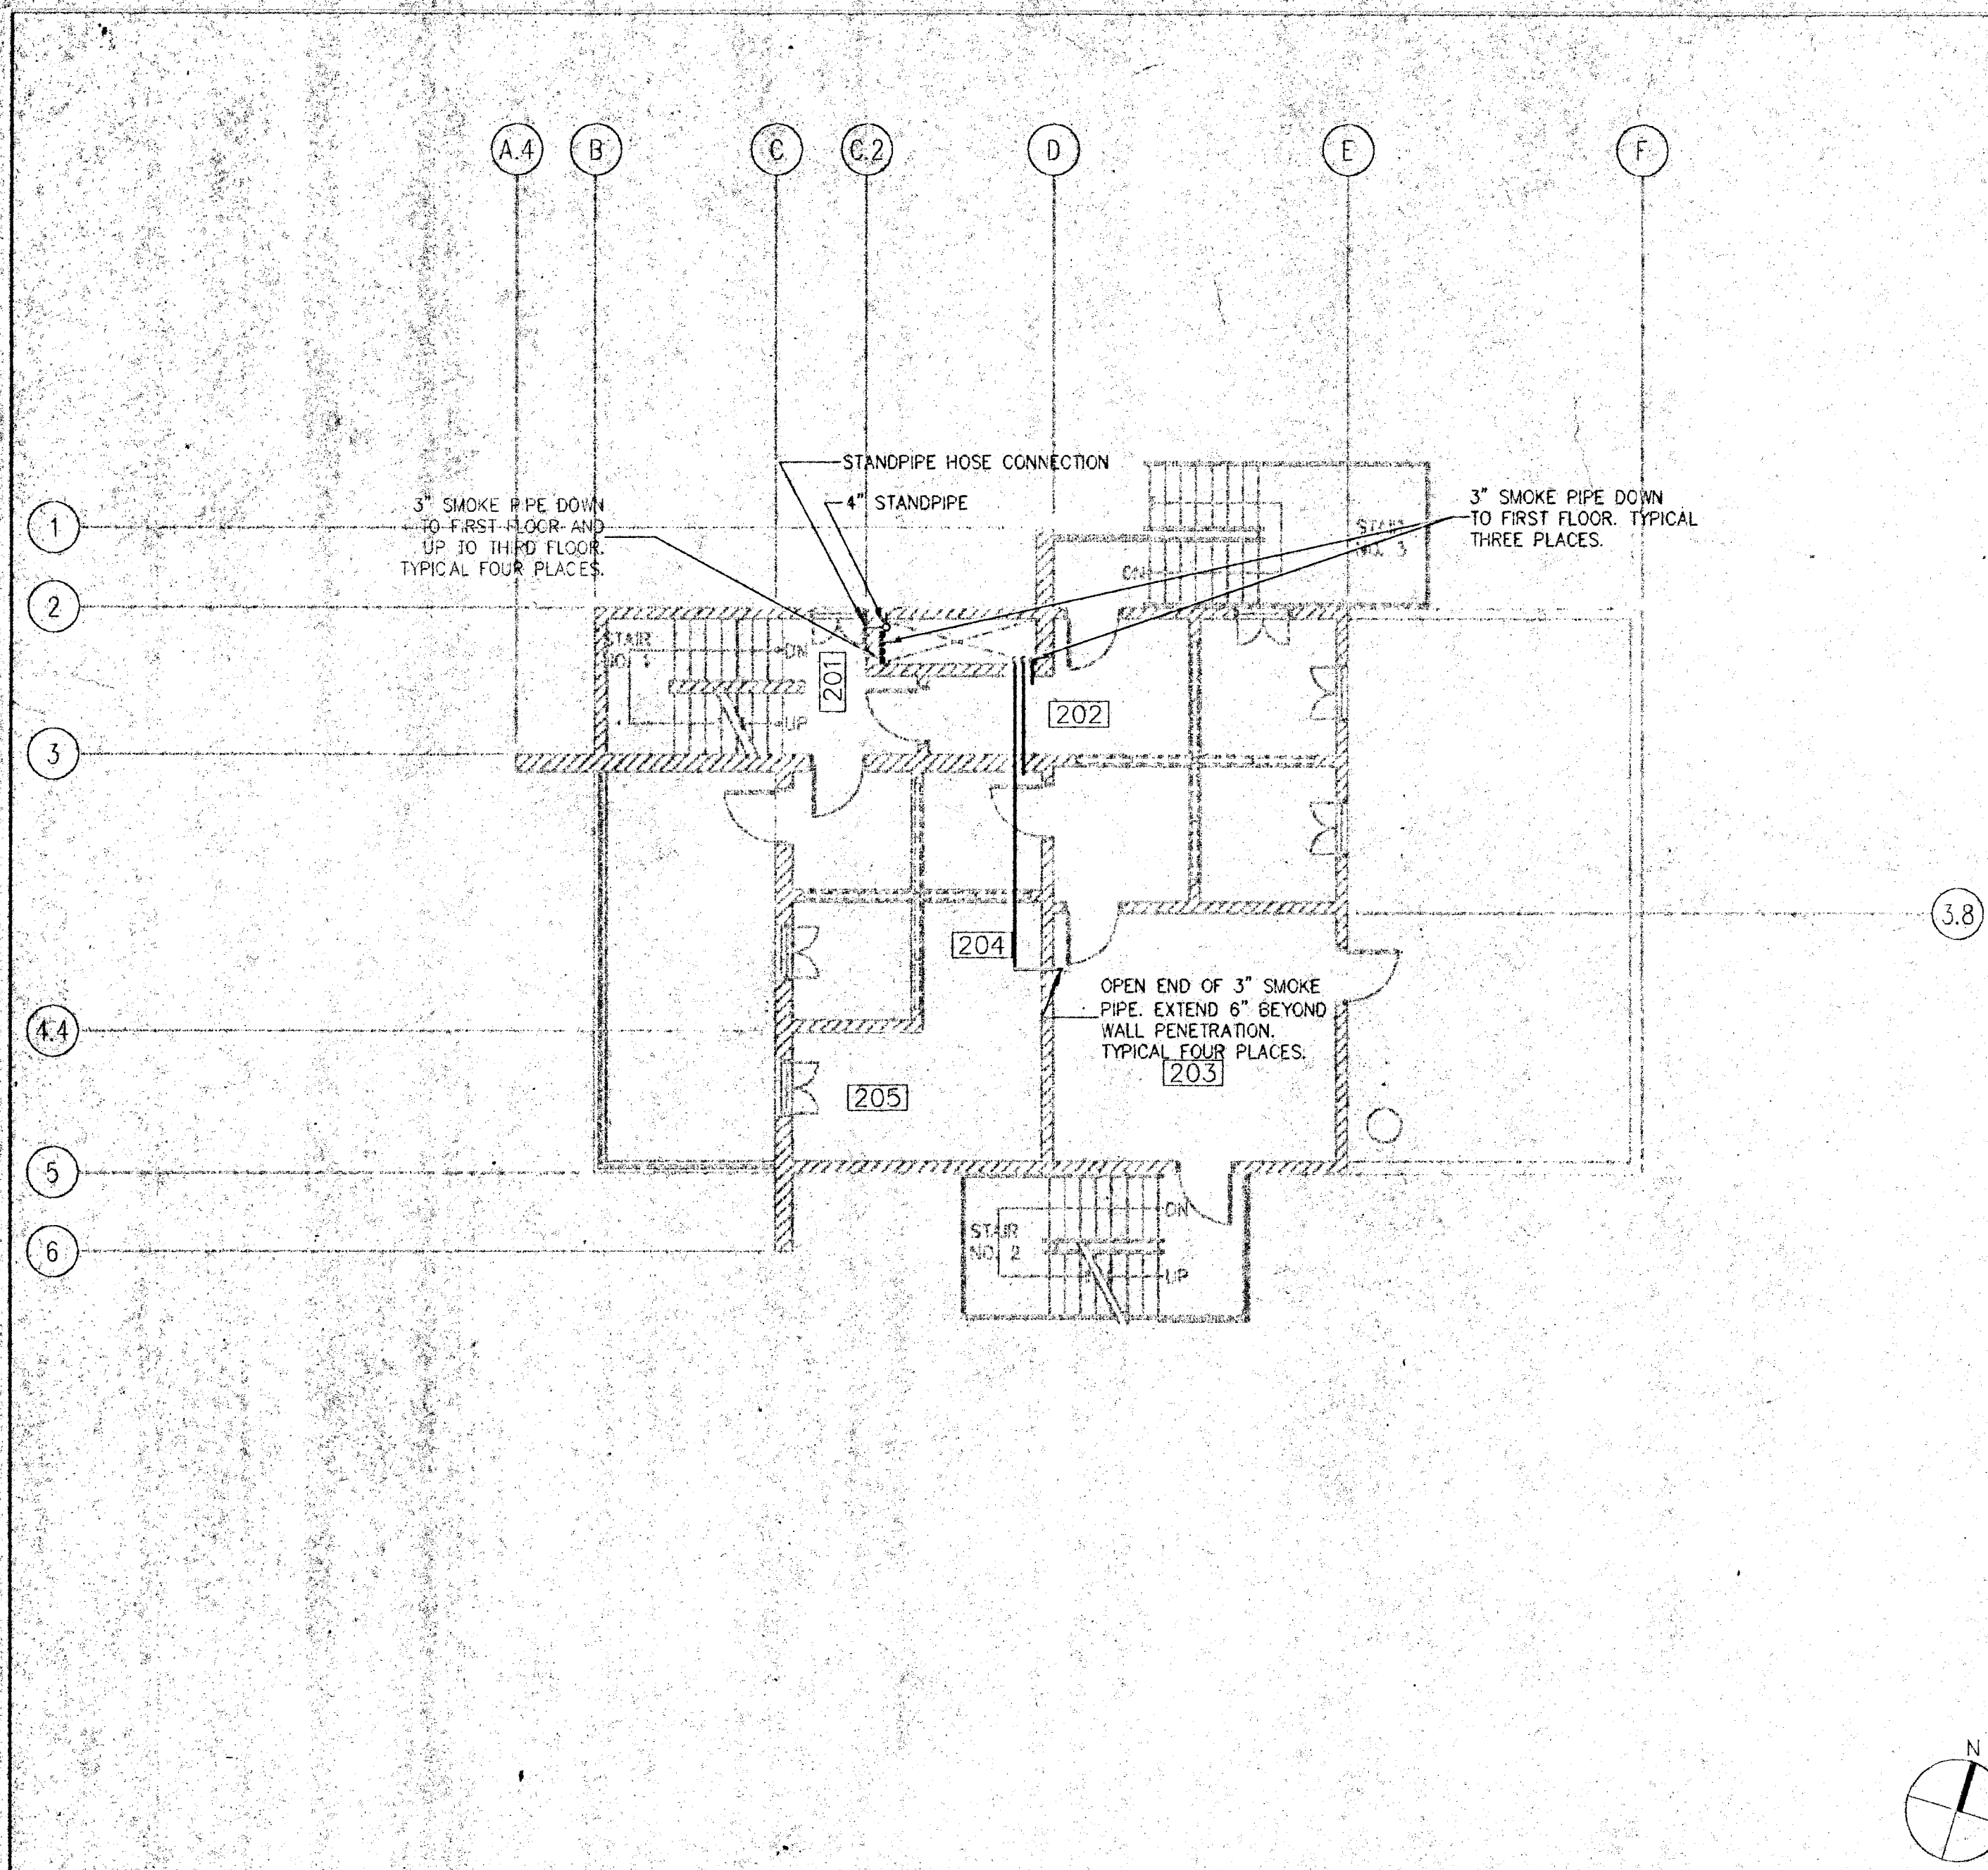 A.4
B
C
C.2
D
E
F
STANDPIPE HOSE CONNECTION
4" STANDPIPE
3" SMOKE PIPE DOWN
TO FIRST FLOOR AND
UP TO THIRD FLOOR.
TYPICAL FOUR PLACES.
3" SMOKE PIPE DOWN
TO FIRST FLOOR. TYPICAL
THREE PLACES.
1
STAIR
NO. 3
DN
2
STAIR
NO. 1
DN
201
202
UP
3
3.8
204
OPEN END OF 3" SMOKE
PIPE. EXTEND 6" BEYOND
WALL PENETRATION.
TYPICAL FOUR PLACES.
4.4
203
205
5
DN
STAIR
NO. 2
6
UP
N